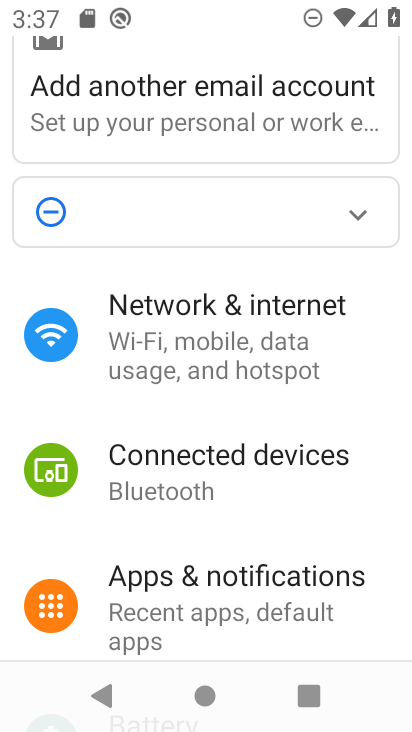 3:37
Add another email account
Set up your personal or work e...
Network & internet
Wi-Fi, mobile, data
usage, and hotspot
Connected devices
Bluetooth
Apps & notifications
Recent apps, default
apps
Battery